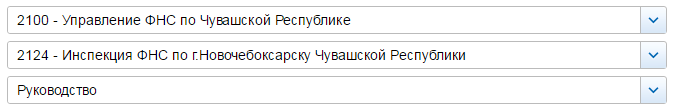 2100 - Управление ФНС по Чувашской Республике
2124 - Инспекция ФНС по г.Новочебоксарску Чувашской Республики
Руководство